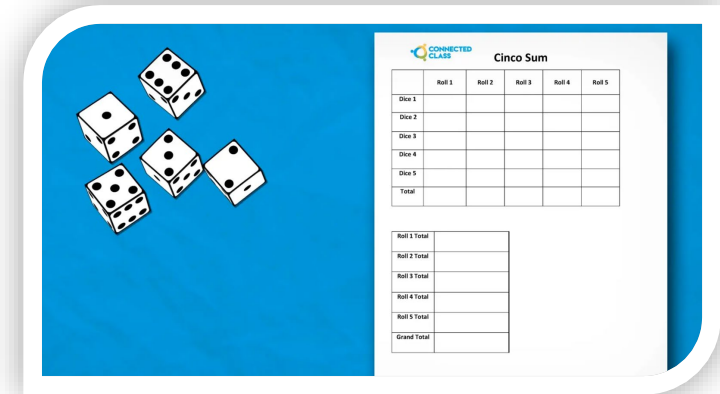 CONNECTED
CLASS
Cinco Sum
Roll 1 Roll 2 Roll 3 Roll 4 Roll 5
Dice 1
Dice 2
Dice 3
Dice 4
Dice 5
Total
Roll 1 Total
Roll 2 Total
Roll 3 Total
Roll 4 Total
Roll 5 Total
Grand Total